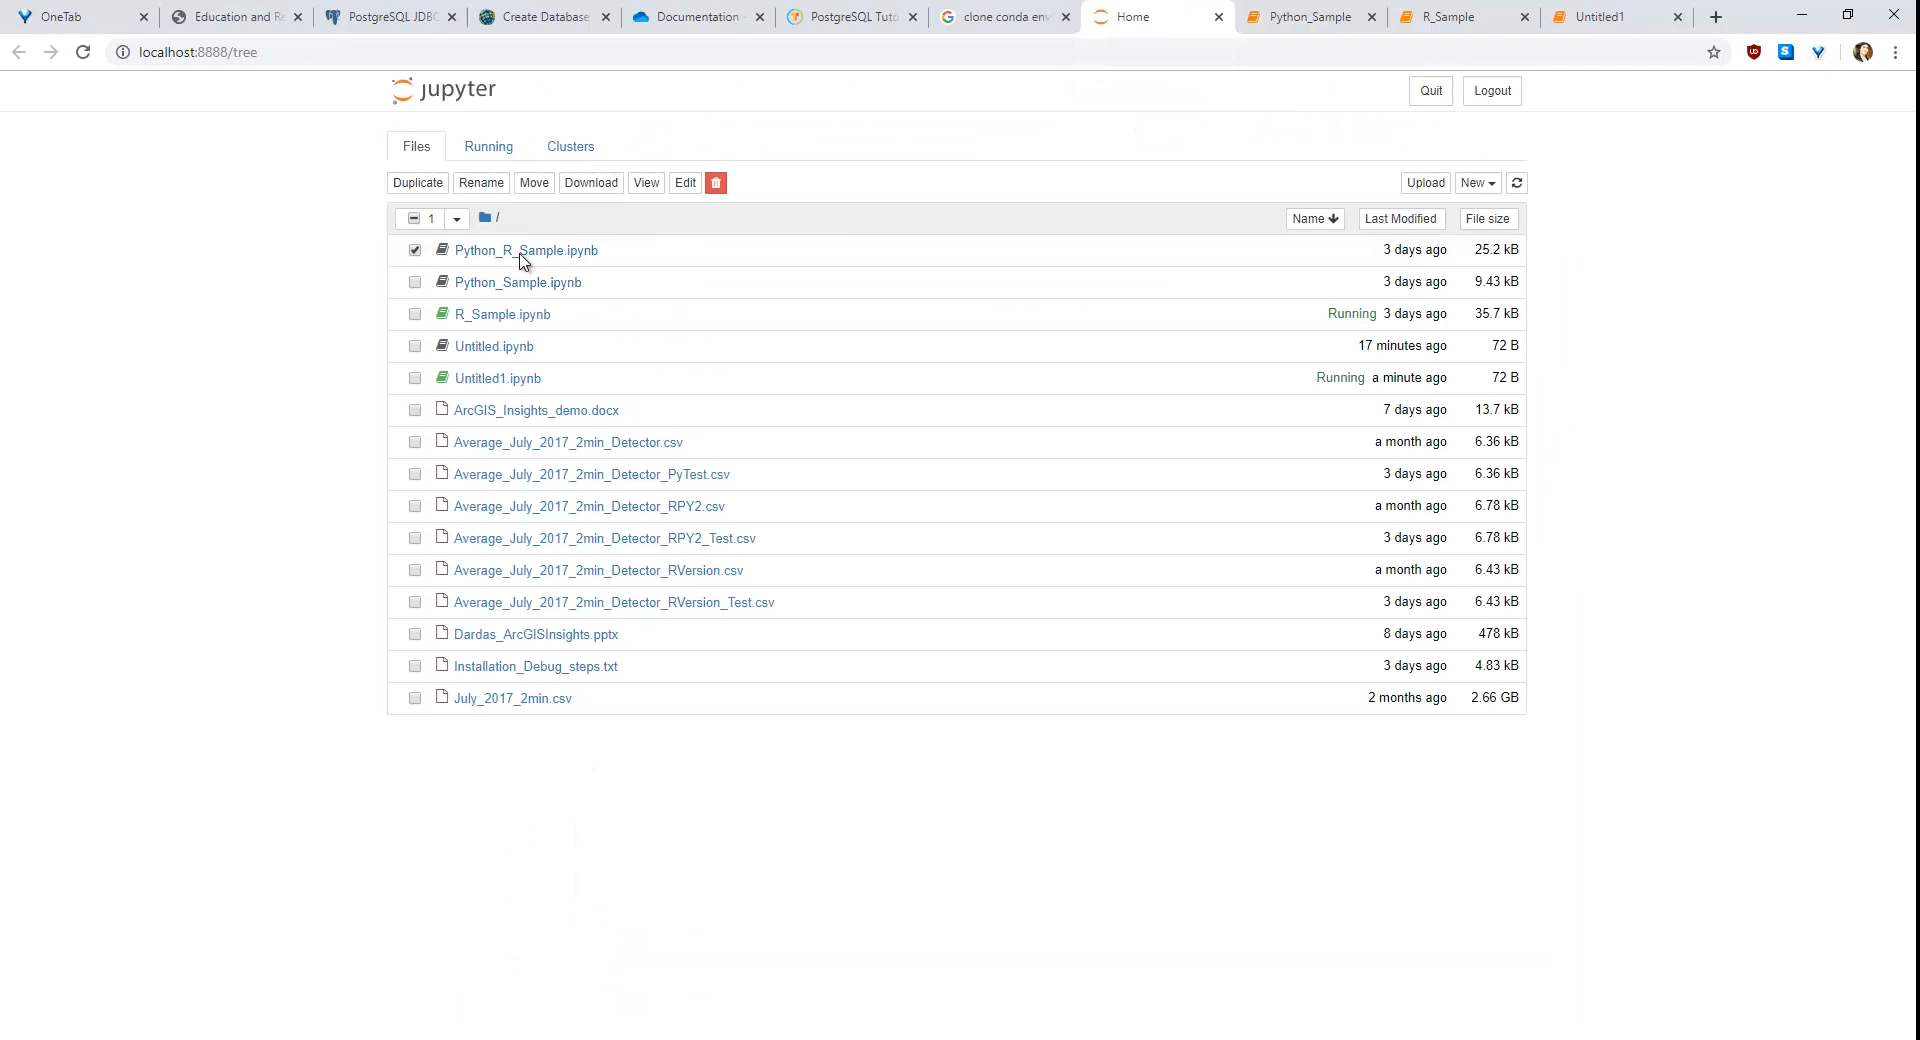 OneTab
Education and Re
PostgreSQL JDBC
Create Database
Documentation
PostgreSQL Tuto
clone conda env
Home
Python_Sample
R_Sample
Untitled1
localhost:8888/tree
jupyter
Quit
Logout
Files
Running
Clusters
Duplicate
Rename
Move
Download
View
Edit
Upload
New
1
/
Name
Last Modified
File size
Python_R_Sample.ipynb 3 days ago 25.2 kB
Python_Sample.ipynb 3 days ago 9.43 kB
R_Sample.ipynb Running 3 days ago 35.7 kB
Untitled.ipynb 17 minutes ago 72 B
Untitled1.ipynb Running a minute ago 72 B
ArcGIS_Insights_demo.docx 7 days ago 13.7 kB
Average_July_2017_2min_Detector.csv a month ago 6.36 kB
Average_July_2017_2min_Detector_PyTest.csv 3 days ago 6.36 kB
Average_July_2017_2min_Detector_RPY2.csv a month ago 6.78 kB
Average_July_2017_2min_Detector_RPY2_Test.csv 3 days ago 6.78 kB
Average_July_2017_2min_Detector_RVersion.csv a month ago 6.43 kB
Average_July_2017_2min_Detector_RVersion_Test.csv 3 days ago 6.43 kB
Dardas_ArcGISInsights.pptx 8 days ago 478 kB
Installation_Debug_steps.txt 3 days ago 4.83 kB
July_2017_2min.csv 2 months ago 2.66 GB